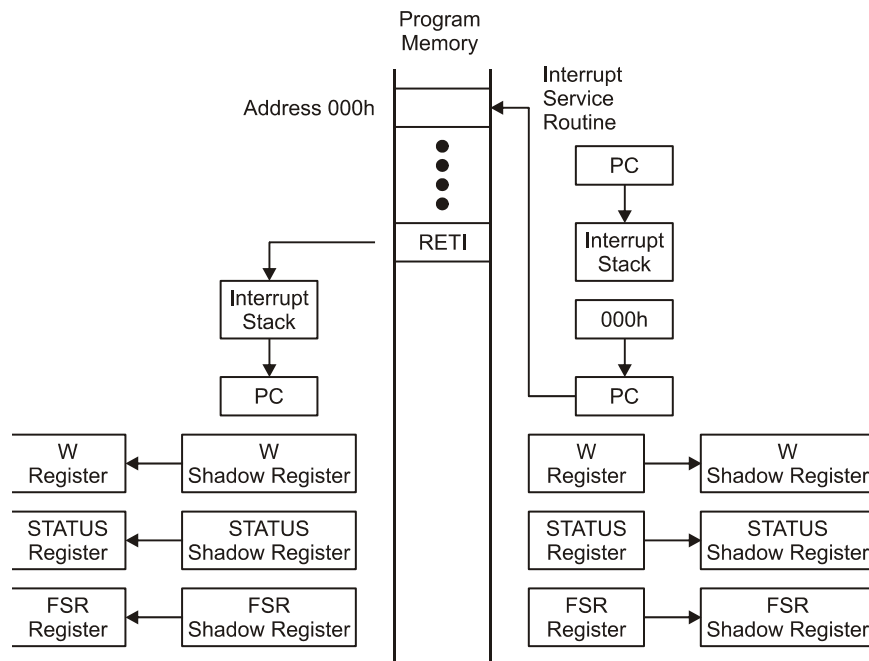 Program
Memory
Address 000h
Interrupt
Service
Routine
PC
Interrupt
Stack
RETI
Interrupt
Stack
000h
PC
PC
W
Register
W
Shadow Register
W
Register
W
Shadow Register
STATUS
Register
STATUS
Shadow Register
STATUS
Register
STATUS
Shadow Register
FSR
Register
FSR
Shadow Register
FSR
Register
FSR
Shadow Register